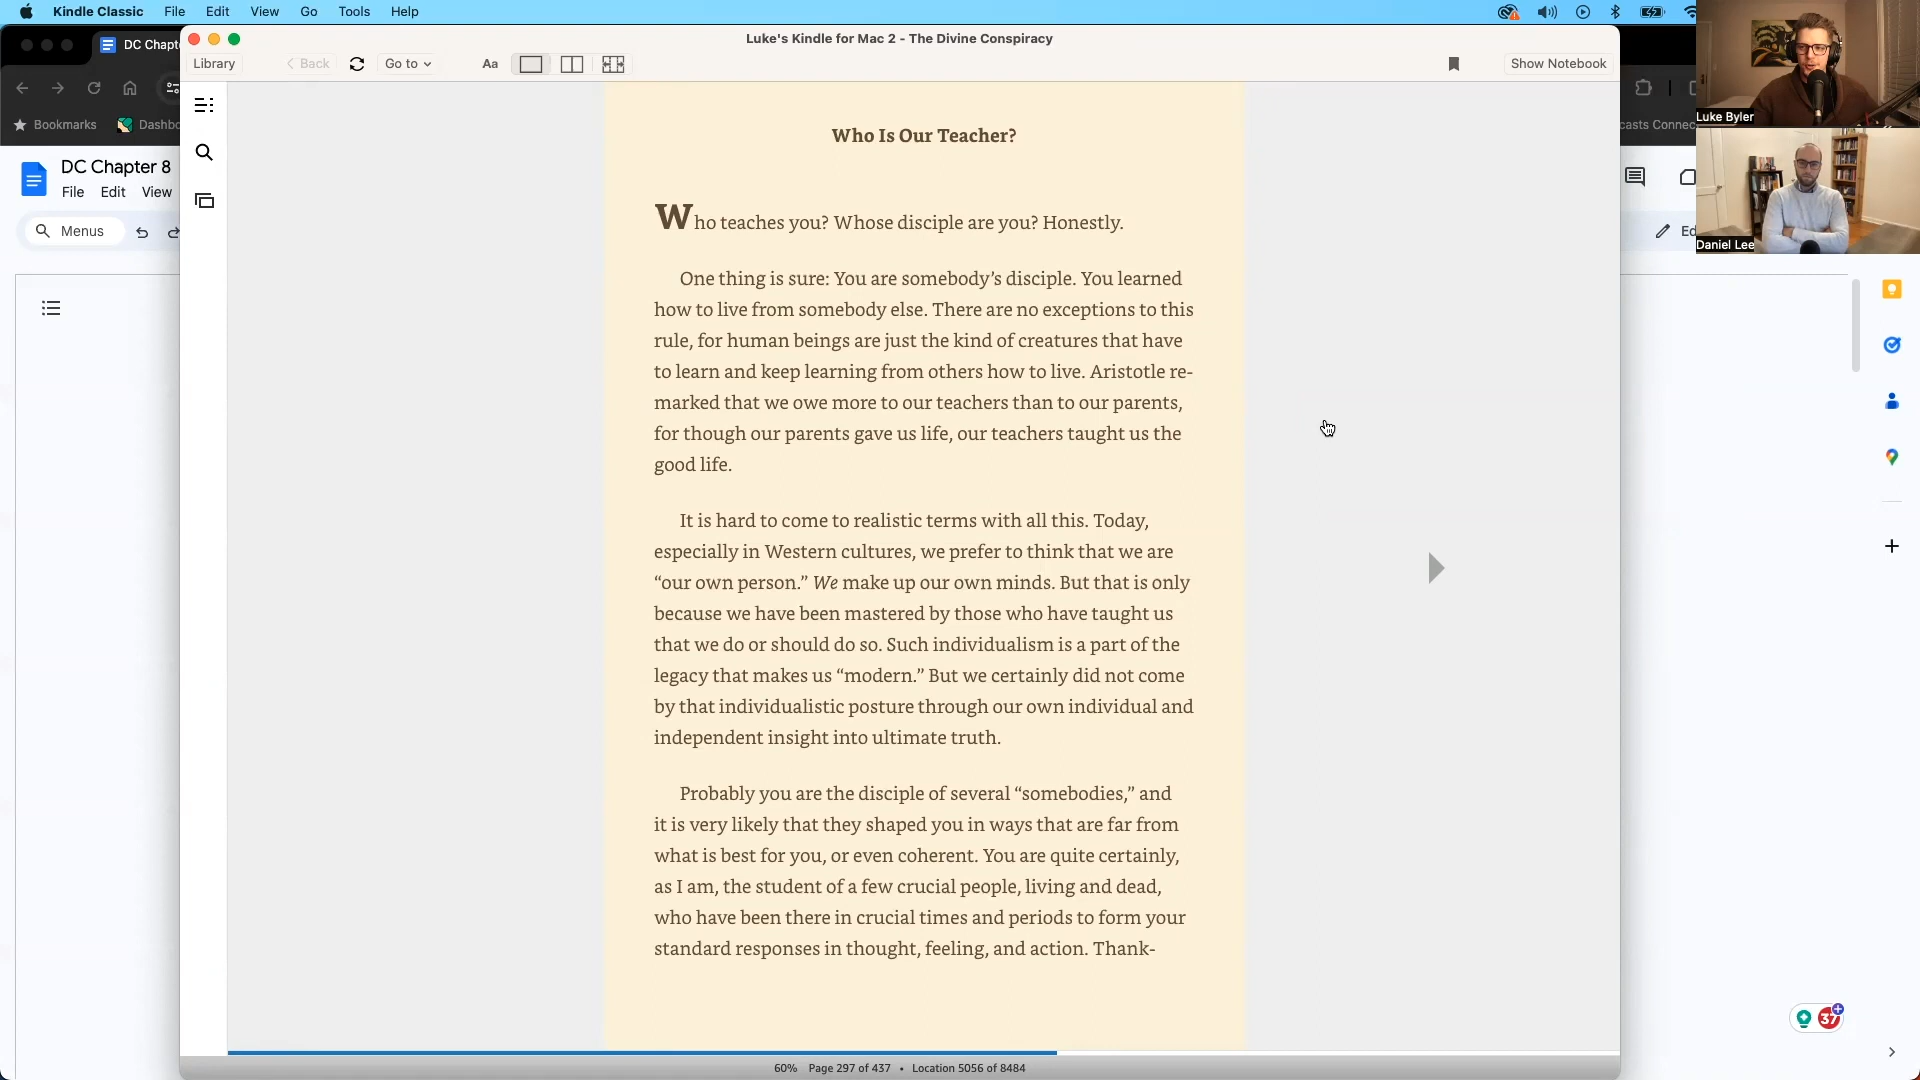 Kindle Classic File Edit View Go Tools Help
DC Chapt
Luke's Kindle for Mac 2 - The Divine Conspiracy
Library Back Go to Aa Show Notebook
Bookmarks Dashbo
casts Connec
Luke Byler
Daniel Lee
DC Chapter 8
File Edit View
Menus
Ed
Who Is Our Teacher?
Who teaches you? Whose disciple are you? Honestly.
One thing is sure: You are somebody’s disciple. You learned
how to live from somebody else. There are no exceptions to this
rule, for human beings are just the kind of creatures that have
to learn and keep learning from others how to live. Aristotle re-
marked that we owe more to our teachers than to our parents,
for though our parents gave us life, our teachers taught us the
good life.
It is hard to come to realistic terms with all this. Today,
especially in Western cultures, we prefer to think that we are
“our own person.” We make up our own minds. But that is only
because we have been mastered by those who have taught us
that we do or should do so. Such individualism is a part of the
legacy that makes us “modern.” But we certainly did not come
by that individualistic posture through our own individual and
independent insight into ultimate truth.
Probably you are the disciple of several “somebodies,” and
it is very likely that they shaped you in ways that are far from
what is best for you, or even coherent. You are quite certainly,
as I am, the student of a few crucial people, living and dead,
who have been there in crucial times and periods to form your
standard responses in thought, feeling, and action. Thank-
37
60% Page 297 of 437 • Location 5056 of 8484